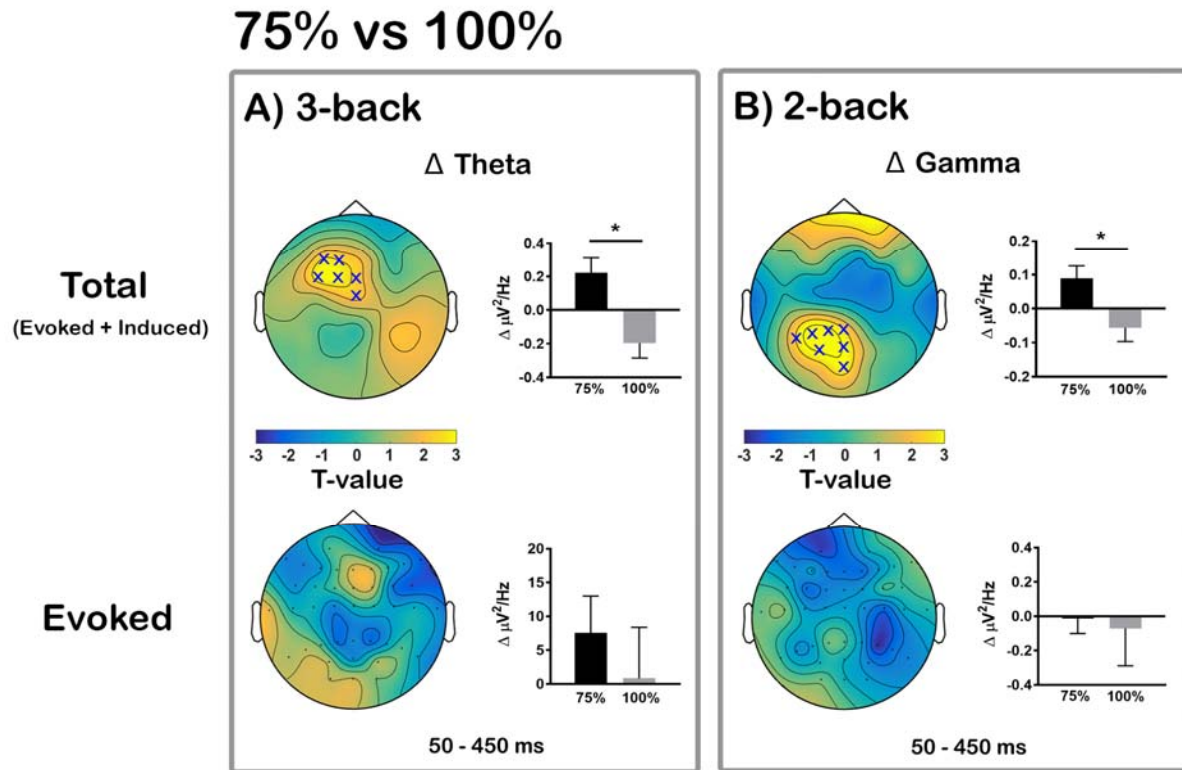 75% vs 100%
A) 3-back
B) 2-back
Δ Theta
Δ Gamma
Total
(Evoked + Induced)
Δ µV²/Hz
0.4
0.2
0.0
-0.2
-0.4
*
75% 100%
Δ µV²/Hz
0.2
0.1
0.0
-0.1
-0.2
*
75% 100%
-3 -2 -1 0 1 2 3
T-value
-3 -2 -1 0 1 2 3
T-value
Evoked
Δ µV²/Hz
20
15
10
5
0
75% 100%
Δ µV²/Hz
0.4
0.2
0.0
-0.2
-0.4
75% 100%
50 - 450 ms
50 - 450 ms